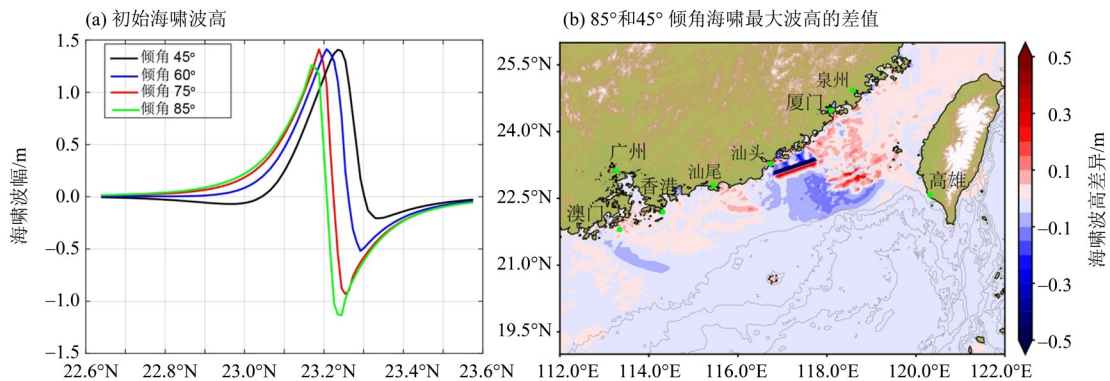 (a) 初始海啸波高
(b) 85°和45° 倾角海啸最大波高的差值
海啸波幅/m
1.5
1.0
0.5
0.0
−0.5
−1.0
−1.5
倾角 45°
倾角 60°
倾角 75°
倾角 85°
22.6°N
22.8°N
23.0°N
23.2°N
23.4°N
23.6°N
25.5°N
24.0°N
22.5°N
21.0°N
19.5°N
泉州
厦门
汕头
广州
汕尾
香港
澳门
高雄
112.0°E
114.0°E
116.0°E
118.0°E
120.0°E
122.0°E
0.5
0.3
0.1
−0.1
−0.3
−0.5
海啸波高差异/m